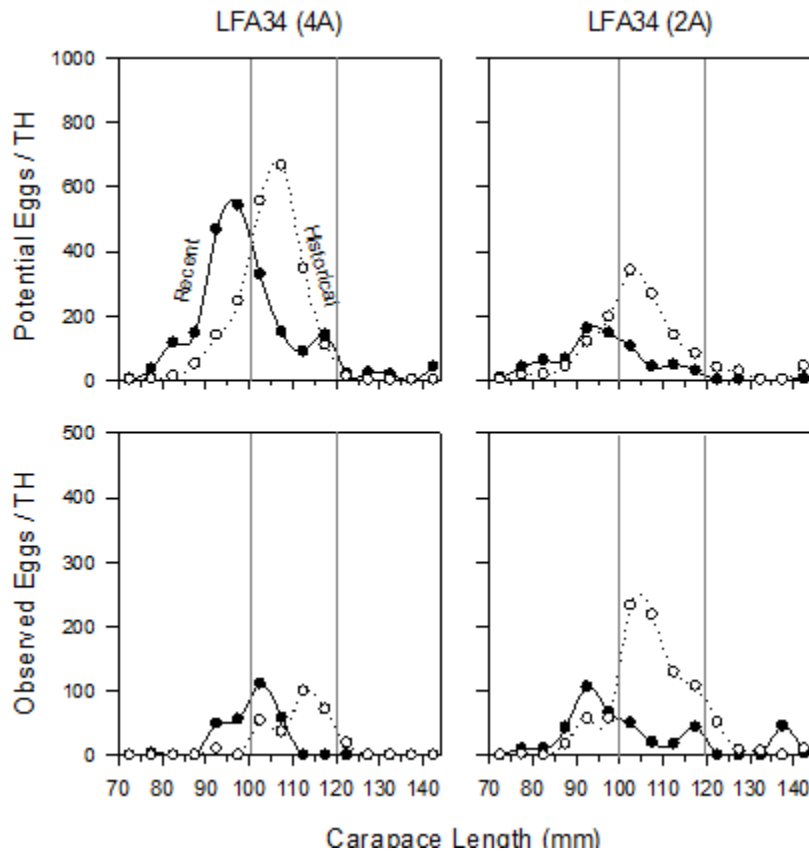 LFA34 (4A)
LFA34 (2A)
Potential Eggs / TH
1000
800
600
400
200
0
Recent
Historical
Observed Eggs / TH
500
400
300
200
100
0
70 80 90 100 110 120 130 140
70 80 90 100 110 120 130 140
Carapace Length (mm)